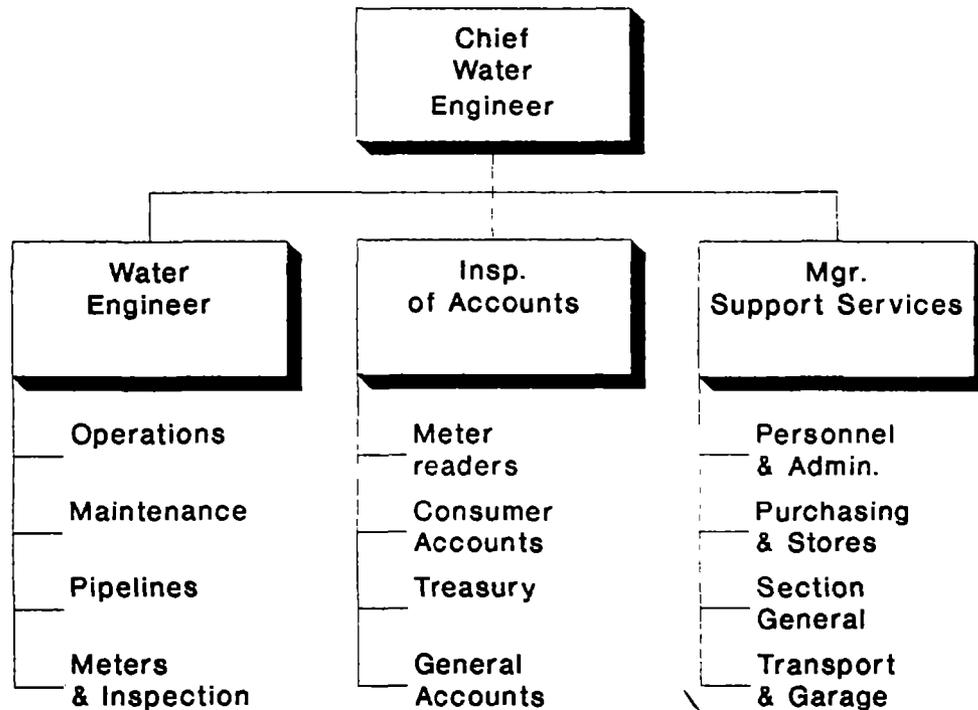 Chief
Water
Engineer
Water
Engineer
Insp.
of Accounts
Mgr.
Support Services
Operations
Maintenance
Pipelines
Meters
& Inspection
Meter
readers
Consumer
Accounts
Treasury
General
Accounts
Personnel
& Admin.
Purchasing
& Stores
Section
General
Transport
& Garage